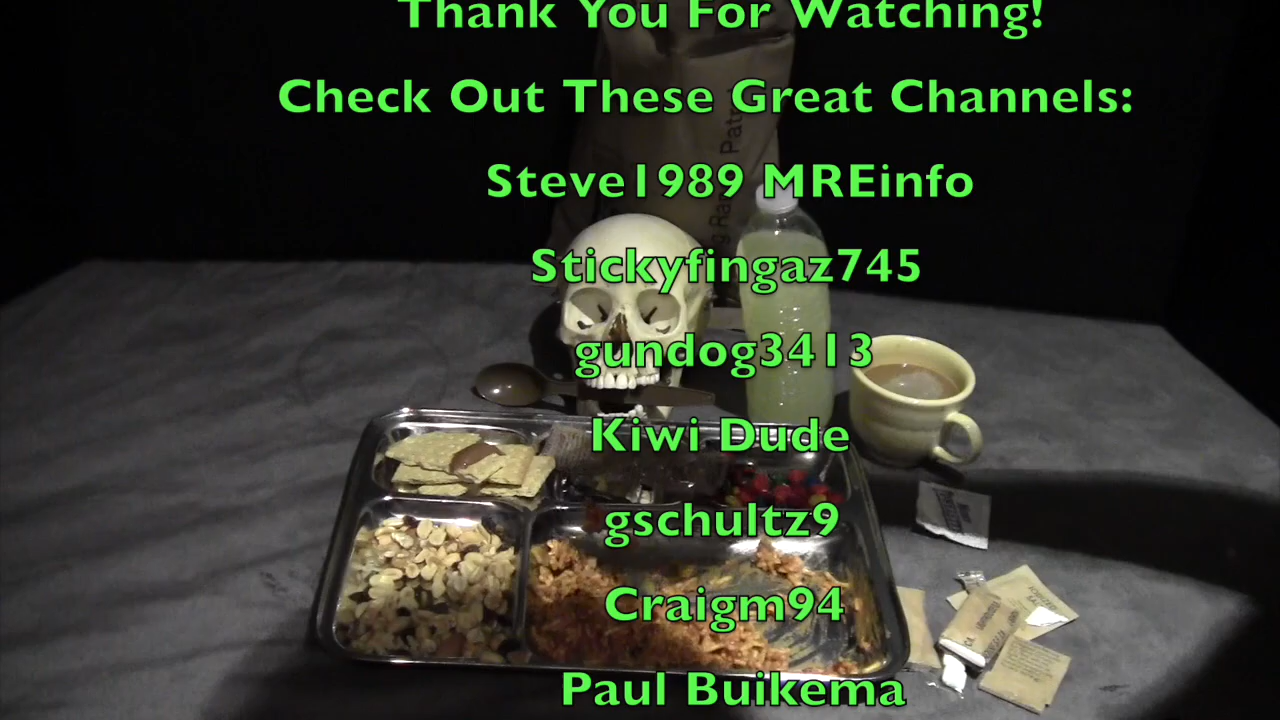 Thank You For Watching!
Check Out These Great Channels:
Steve1989 MREinfo
Stickyfingaz745
gundog3413
Kiwi Dude
gschultz9
Craigm94
Paul Buikema